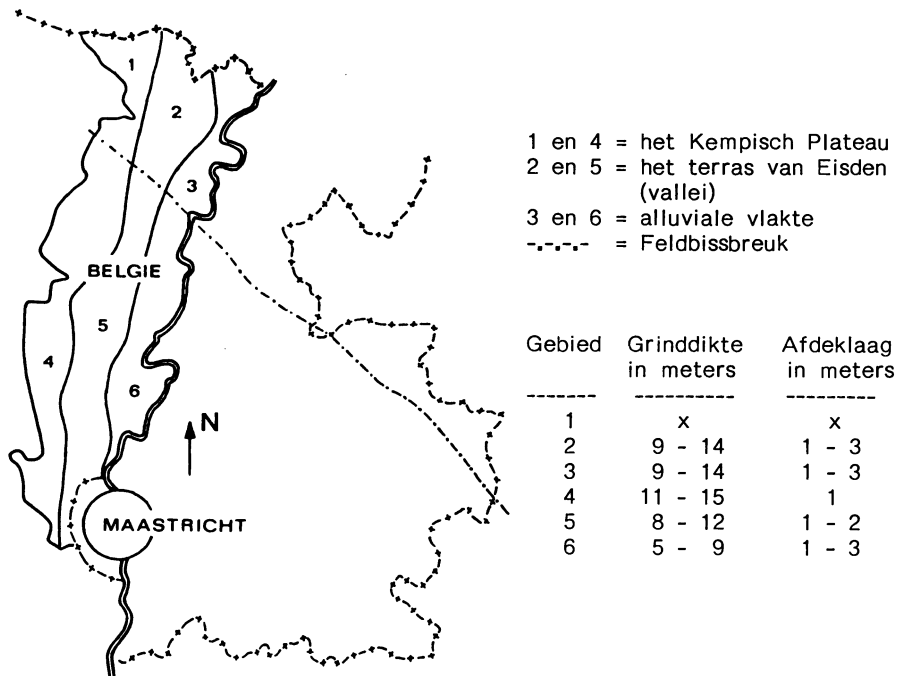 1
2
3
BELGIE
5
4
6
N
MAASTRICHT
1 en 4 = het Kempisch Plateau
2 en 5 = het terras van Eisden
(vallei)
3 en 6 = alluviale vlakte
-.-.-.- = Feldbissbreuk
Gebied Grinddikte Afdeklaag
in meters in meters
------- ---------- ---------
1 x x
2 9 - 14 1 - 3
3 9 - 14 1 - 3
4 11 - 15 1
5 8 - 12 1 - 2
6 5 - 9 1 - 3